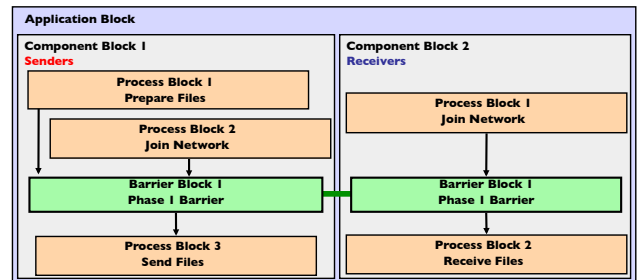 Application Block
Component Block 1
Senders
Process Block 1
Prepare Files
Process Block 2
Join Network
Barrier Block 1
Phase 1 Barrier
Process Block 3
Send Files
Component Block 2
Receivers
Process Block 1
Join Network
Barrier Block 1
Phase 1 Barrier
Process Block 2
Receive Files